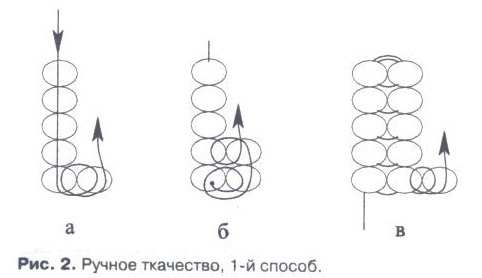 а б в
Рис. 2. Ручное ткачество, 1-й способ.